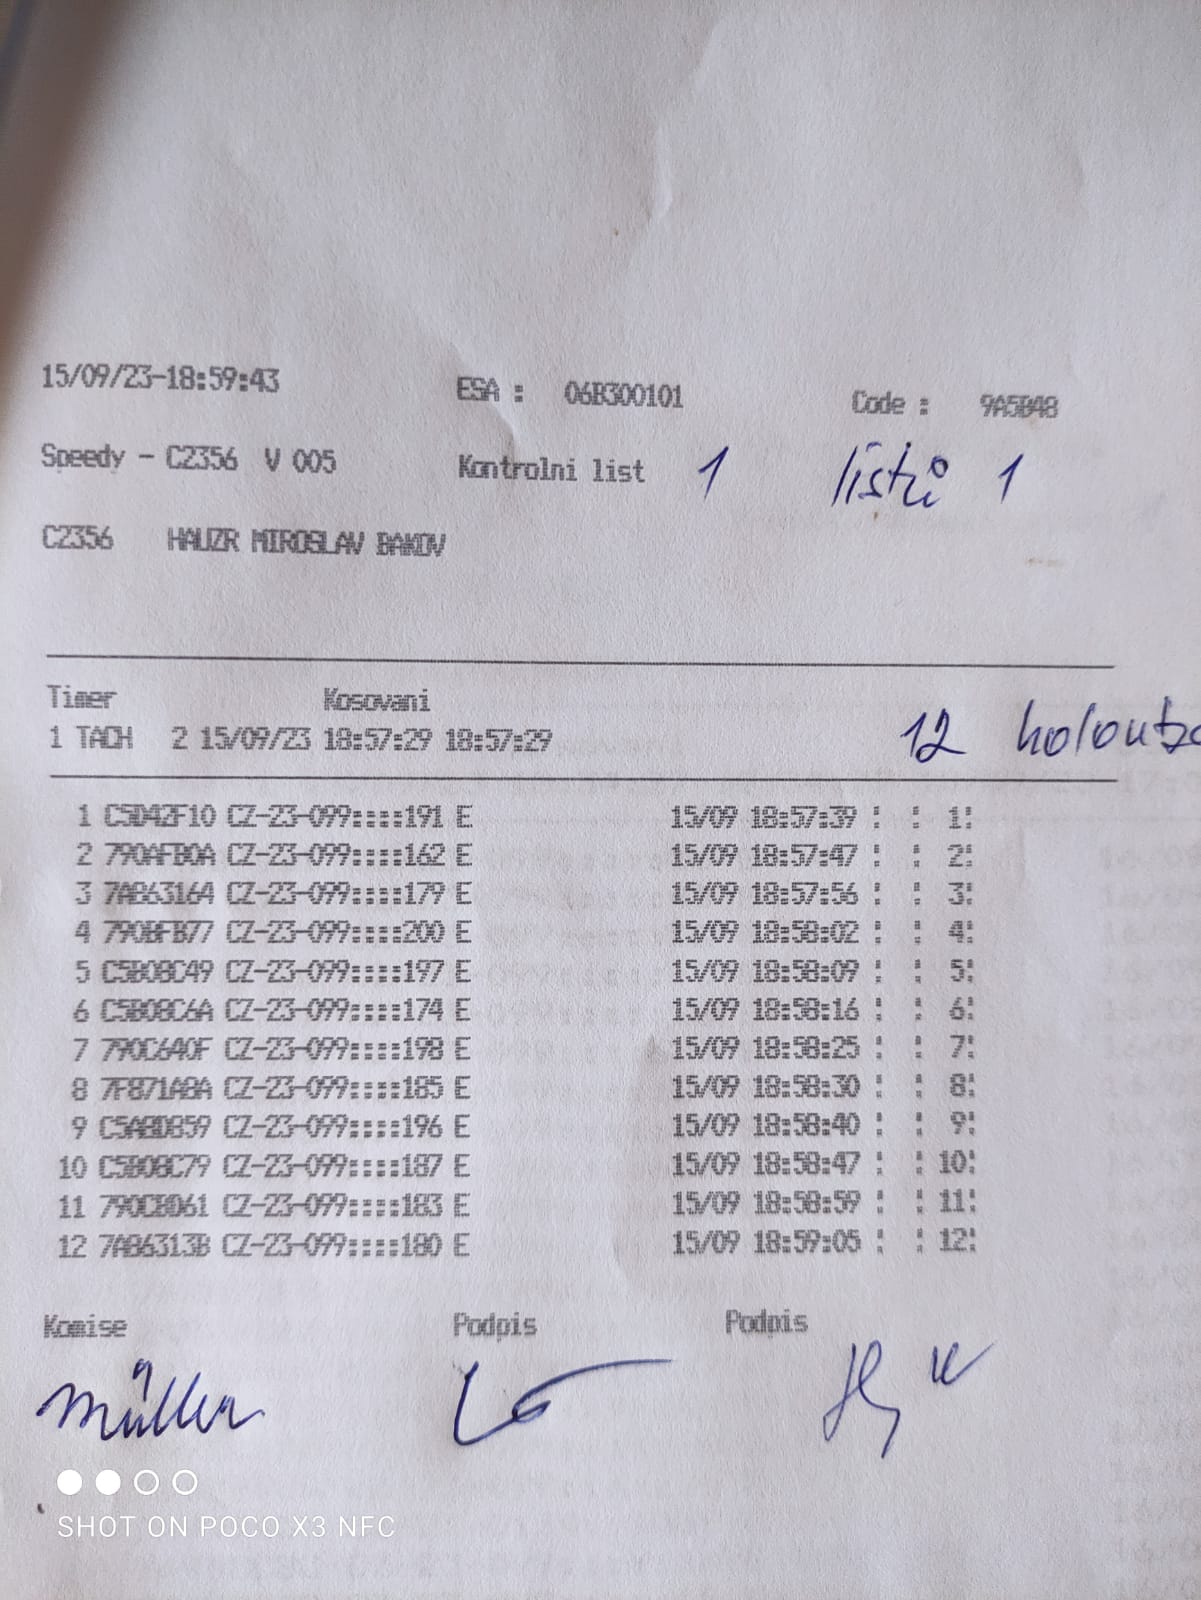 15/09/23-18:59:43 ESA : 06B300101 Code : 9A5B48
Speedy - C2356 V 005 Kontrolni list 1 listů 1
C2356 HAUZR MIROSLAV BAKOV
Timer Kosovani
1 TACH 2 15/09/23 18:57:29 18:57:29 12 holoubů
1 C5D42F10 CZ-23-099::::191 E 15/09 18:57:39 : : 1:
2 790AFB0A CZ-23-099::::162 E 15/09 18:57:47 : : 2:
3 7AB63164 CZ-23-099::::179 E 15/09 18:57:56 : : 3:
4 790BFB77 CZ-23-099::::200 E 15/09 18:58:02 : : 4:
5 C5B08C49 CZ-23-099::::197 E 15/09 18:58:09 : : 5:
6 C5B08C6A CZ-23-099::::174 E 15/09 18:58:16 : : 6:
7 790C6A0F CZ-23-099::::198 E 15/09 18:58:25 : : 7:
8 7F871A8A CZ-23-099::::185 E 15/09 18:58:30 : : 8:
9 C5ABD859 CZ-23-099::::196 E 15/09 18:58:40 : : 9:
10 C5B08C79 CZ-23-099::::187 E 15/09 18:58:47 : : 10:
11 790CB061 CZ-23-099::::183 E 15/09 18:58:59 : : 11:
12 7AB6313B CZ-23-099::::180 E 15/09 18:59:05 : : 12:
Komise Podpis Podpis
Müller
SHOT ON POCO X3 NFC